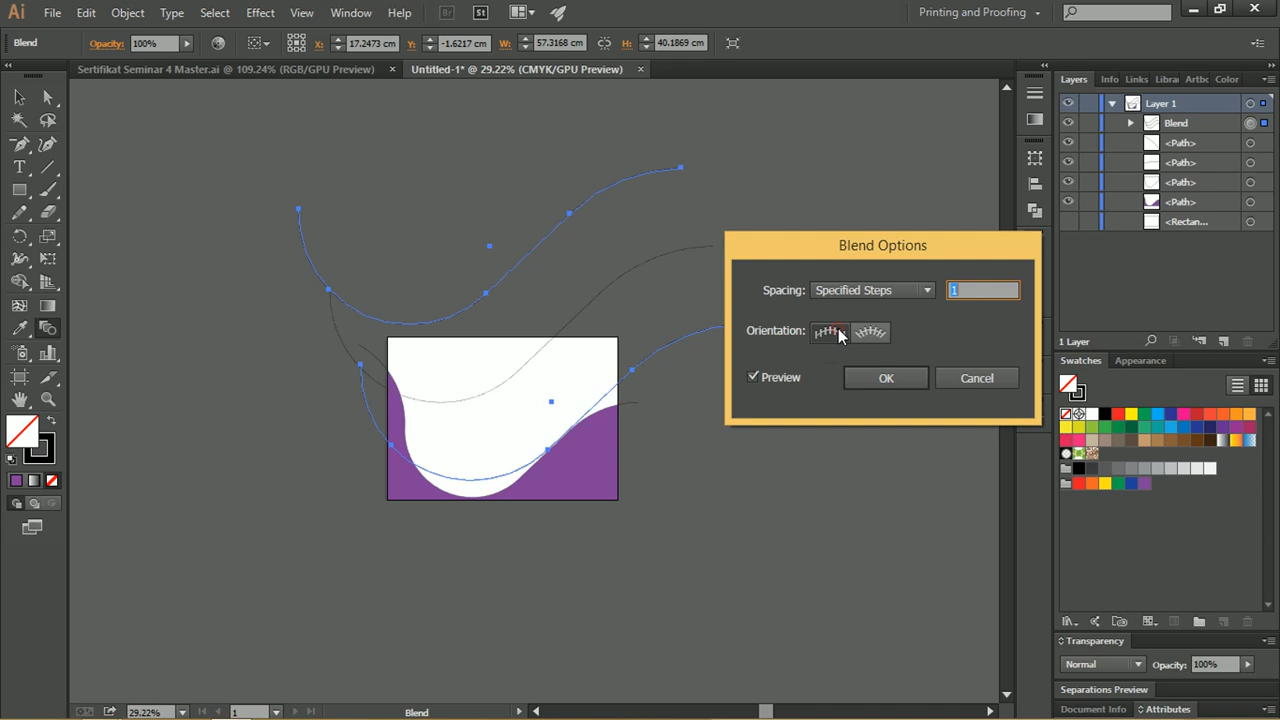 Ai File Edit Object Type Select Effect View Window Help Br St Printing and Proofing
Blend Opacity: 100% X: 17.2473 cm Y: -1.6217 cm W: 57.3168 cm H: 40.1869 cm
Sertifikat Seminar 4 Master.ai @ 109.24% (RGB/GPU Preview) × Untitled-1* @ 29.22% (CMYK/GPU Preview) ×
Layers Info Links Librar Artbo Color
Layer 1
Blend
<Path>
<Path>
<Path>
<Path>
<Rectan...
Blend Options
Spacing: Specified Steps 1
Orientation:
Preview OK Cancel
1 Layer
Swatches Appearance
Transparency
Normal Opacity: 100%
Separations Preview
Document Info Attributes
29.22% 1 Blend